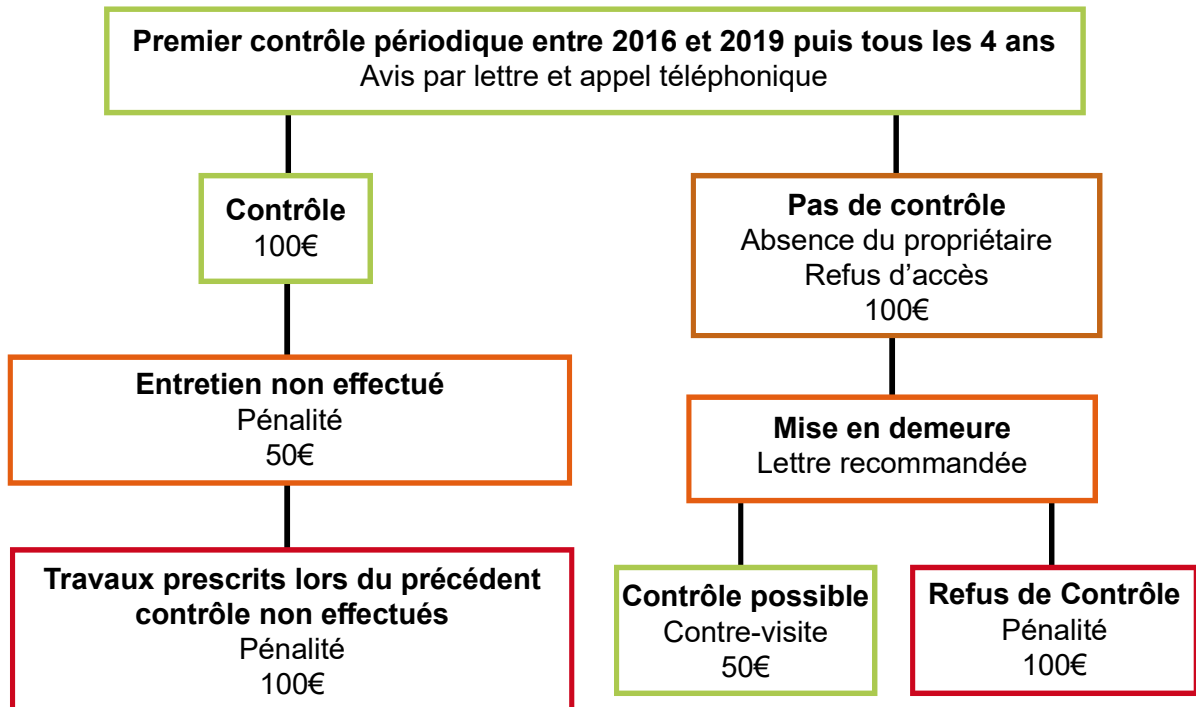 Premier contrôle périodique entre 2016 et 2019 puis tous les 4 ans
Avis par lettre et appel téléphonique
Contrôle
100€
Pas de contrôle
Absence du propriétaire
Refus d’accès
100€
Entretien non effectué
Pénalité
50€
Mise en demeure
Lettre recommandée
Travaux prescrits lors du précédent
contrôle non effectués
Pénalité
100€
Contrôle possible
Contre-visite
50€
Refus de Contrôle
Pénalité
100€